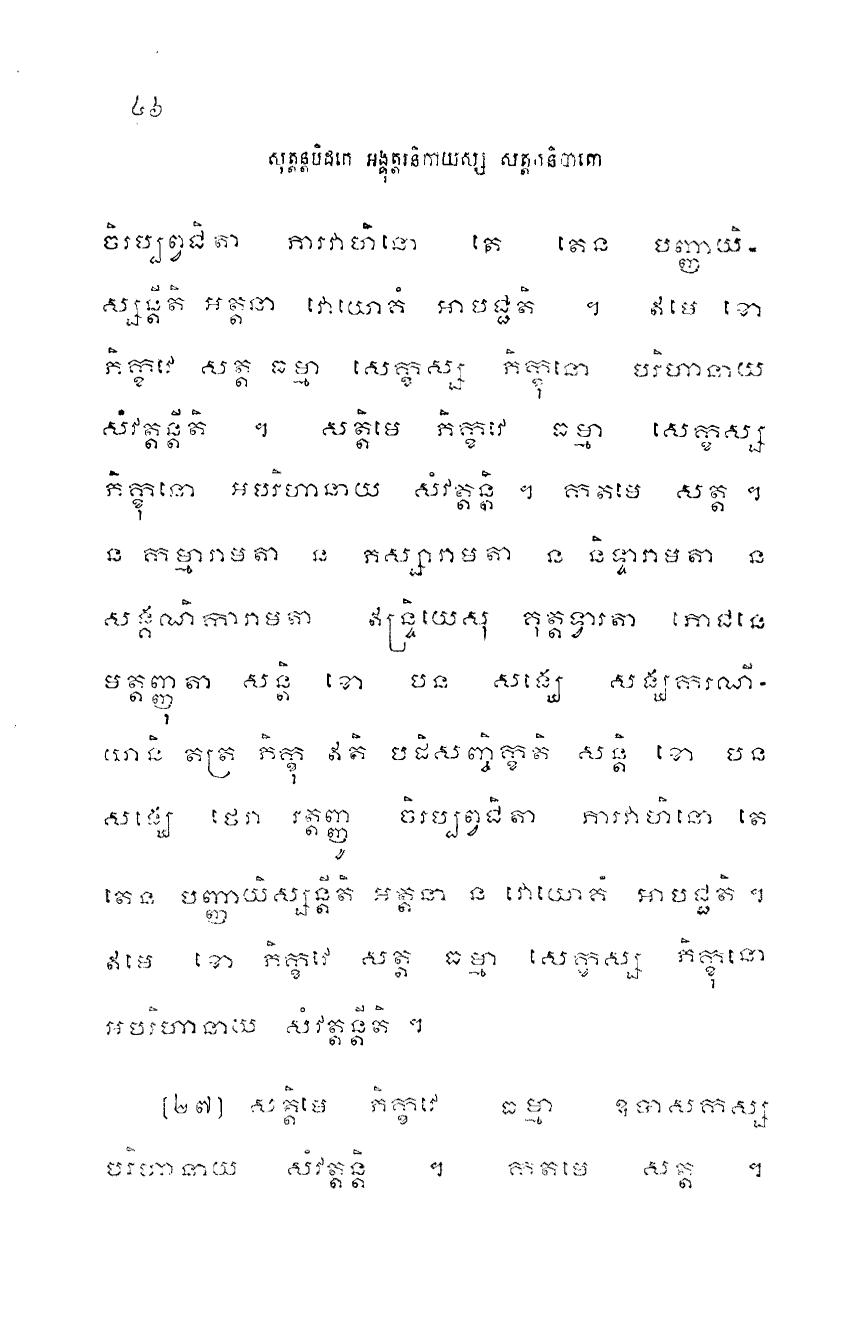 ៤៦
សុត្តន្តបិដកេ អង្គុត្តរនិកាយស្ស សត្តកនិបាតោ
ចិរប្បព្វជិតា ភារវាហិនោ តេ តេន បញ្ញាយិ-
ស្សន្តីតិ អត្តនា វោយោគំ អាបជ្ជតិ ។ ឥមេ ខោ
ភិក្ខវេ សត្ត ធម្មា សេក្ខស្ស ភិក្ខុនោ បរិហានាយ
សំវត្តន្តីតិ ។ សត្តិមេ ភិក្ខវេ ធម្មា សេក្ខស្ស
ភិក្ខុនោ អបរិហានាយ សំវត្តន្តិ ។ កតមេ សត្ត ។
ន កម្មារាមតា ន ភស្សារាមតា ន និទ្ទារាមតា ន
សង្គណិការាមតា ឥន្ទ្រិយេសុ គុត្តទ្វារតា ភោជនេ
មត្តញ្ញុតា សន្តិ ខោ បន សង្ឃេ សង្ឃករណី-
យានិ តត្រ ភិក្ខុ ឥតិ បដិសញ្ចិក្ខតិ សន្តិ ខោ បន
សង្ឃេ ថេរា រត្តញ្ញូ ចិរប្បព្វជិតា ភារវាហិនោ តេ
តេន បញ្ញាយិស្សន្តីតិ អត្តនា ន វោយោគំ អាបជ្ជតិ ។
ឥមេ ខោ ភិក្ខវេ សត្ត ធម្មា សេក្ខស្ស ភិក្ខុនោ
អបរិហានាយ សំវត្តន្តីតិ ។
[២៧] សត្តិមេ ភិក្ខវេ ធម្មា ឧបាសកស្ស
បរិហានាយ សំវត្តន្តិ ។ កតមេ សត្ត ។